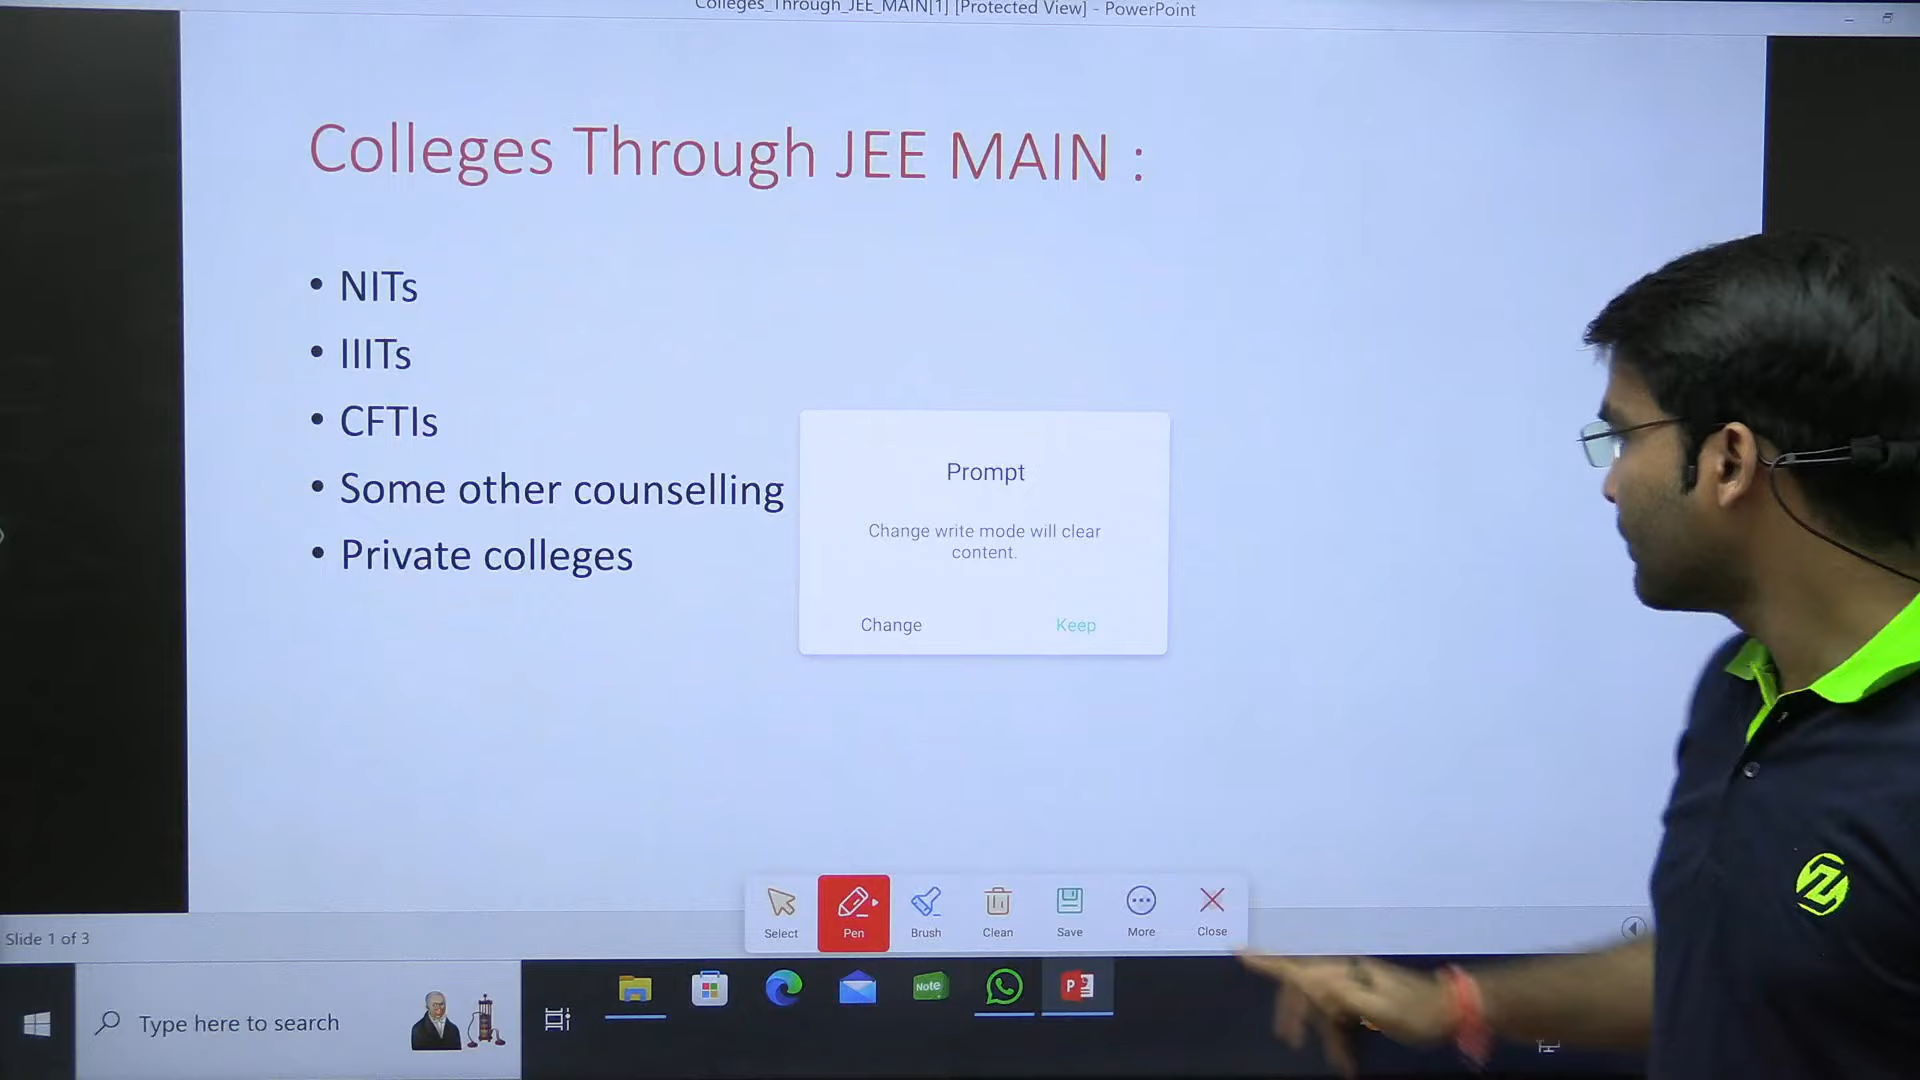 Colleges_Through_JEE_MAIN[1] [Protected View] - PowerPoint
Colleges Through JEE MAIN :
• NITs
• IIITs
• CFTIs
• Some other counselling
• Private colleges
Prompt
Change write mode will clear
content.
Change
Keep
Select
Pen
Brush
Clean
Save
More
Close
Slide 1 of 3
Type here to search
Note
P